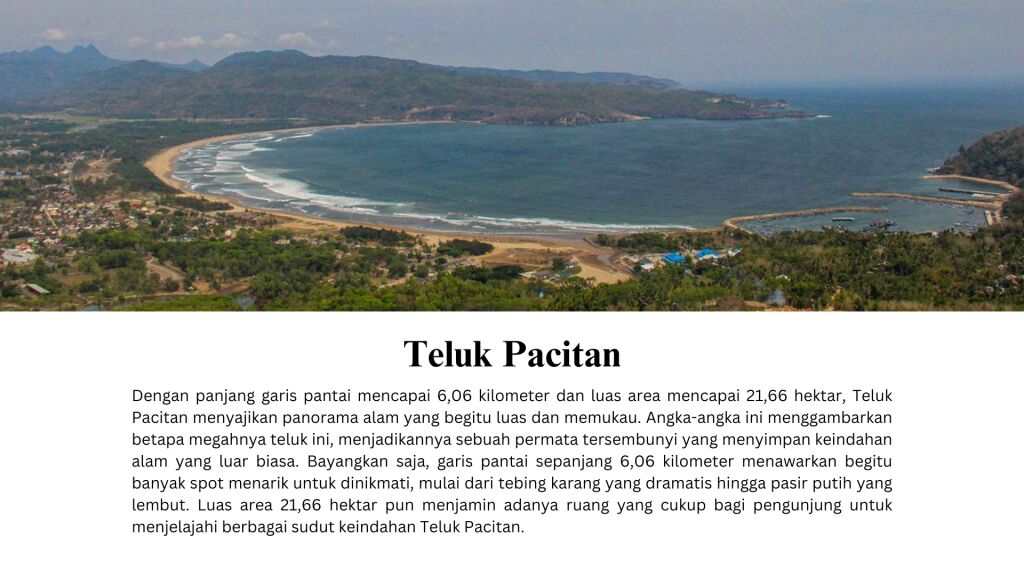 Teluk Pacitan
Dengan panjang garis pantai mencapai 6,06 kilometer dan luas area mencapai 21,66 hektar, Teluk
Pacitan menyajikan panorama alam yang begitu luas dan memukau. Angka-angka ini menggambarkan
betapa megahnya teluk ini, menjadikannya sebuah permata tersembunyi yang menyimpan keindahan
alam yang luar biasa. Bayangkan saja, garis pantai sepanjang 6,06 kilometer menawarkan begitu
banyak spot menarik untuk dinikmati, mulai dari tebing karang yang dramatis hingga pasir putih yang
lembut. Luas area 21,66 hektar pun menjamin adanya ruang yang cukup bagi pengunjung untuk
menjelajahi berbagai sudut keindahan Teluk Pacitan.